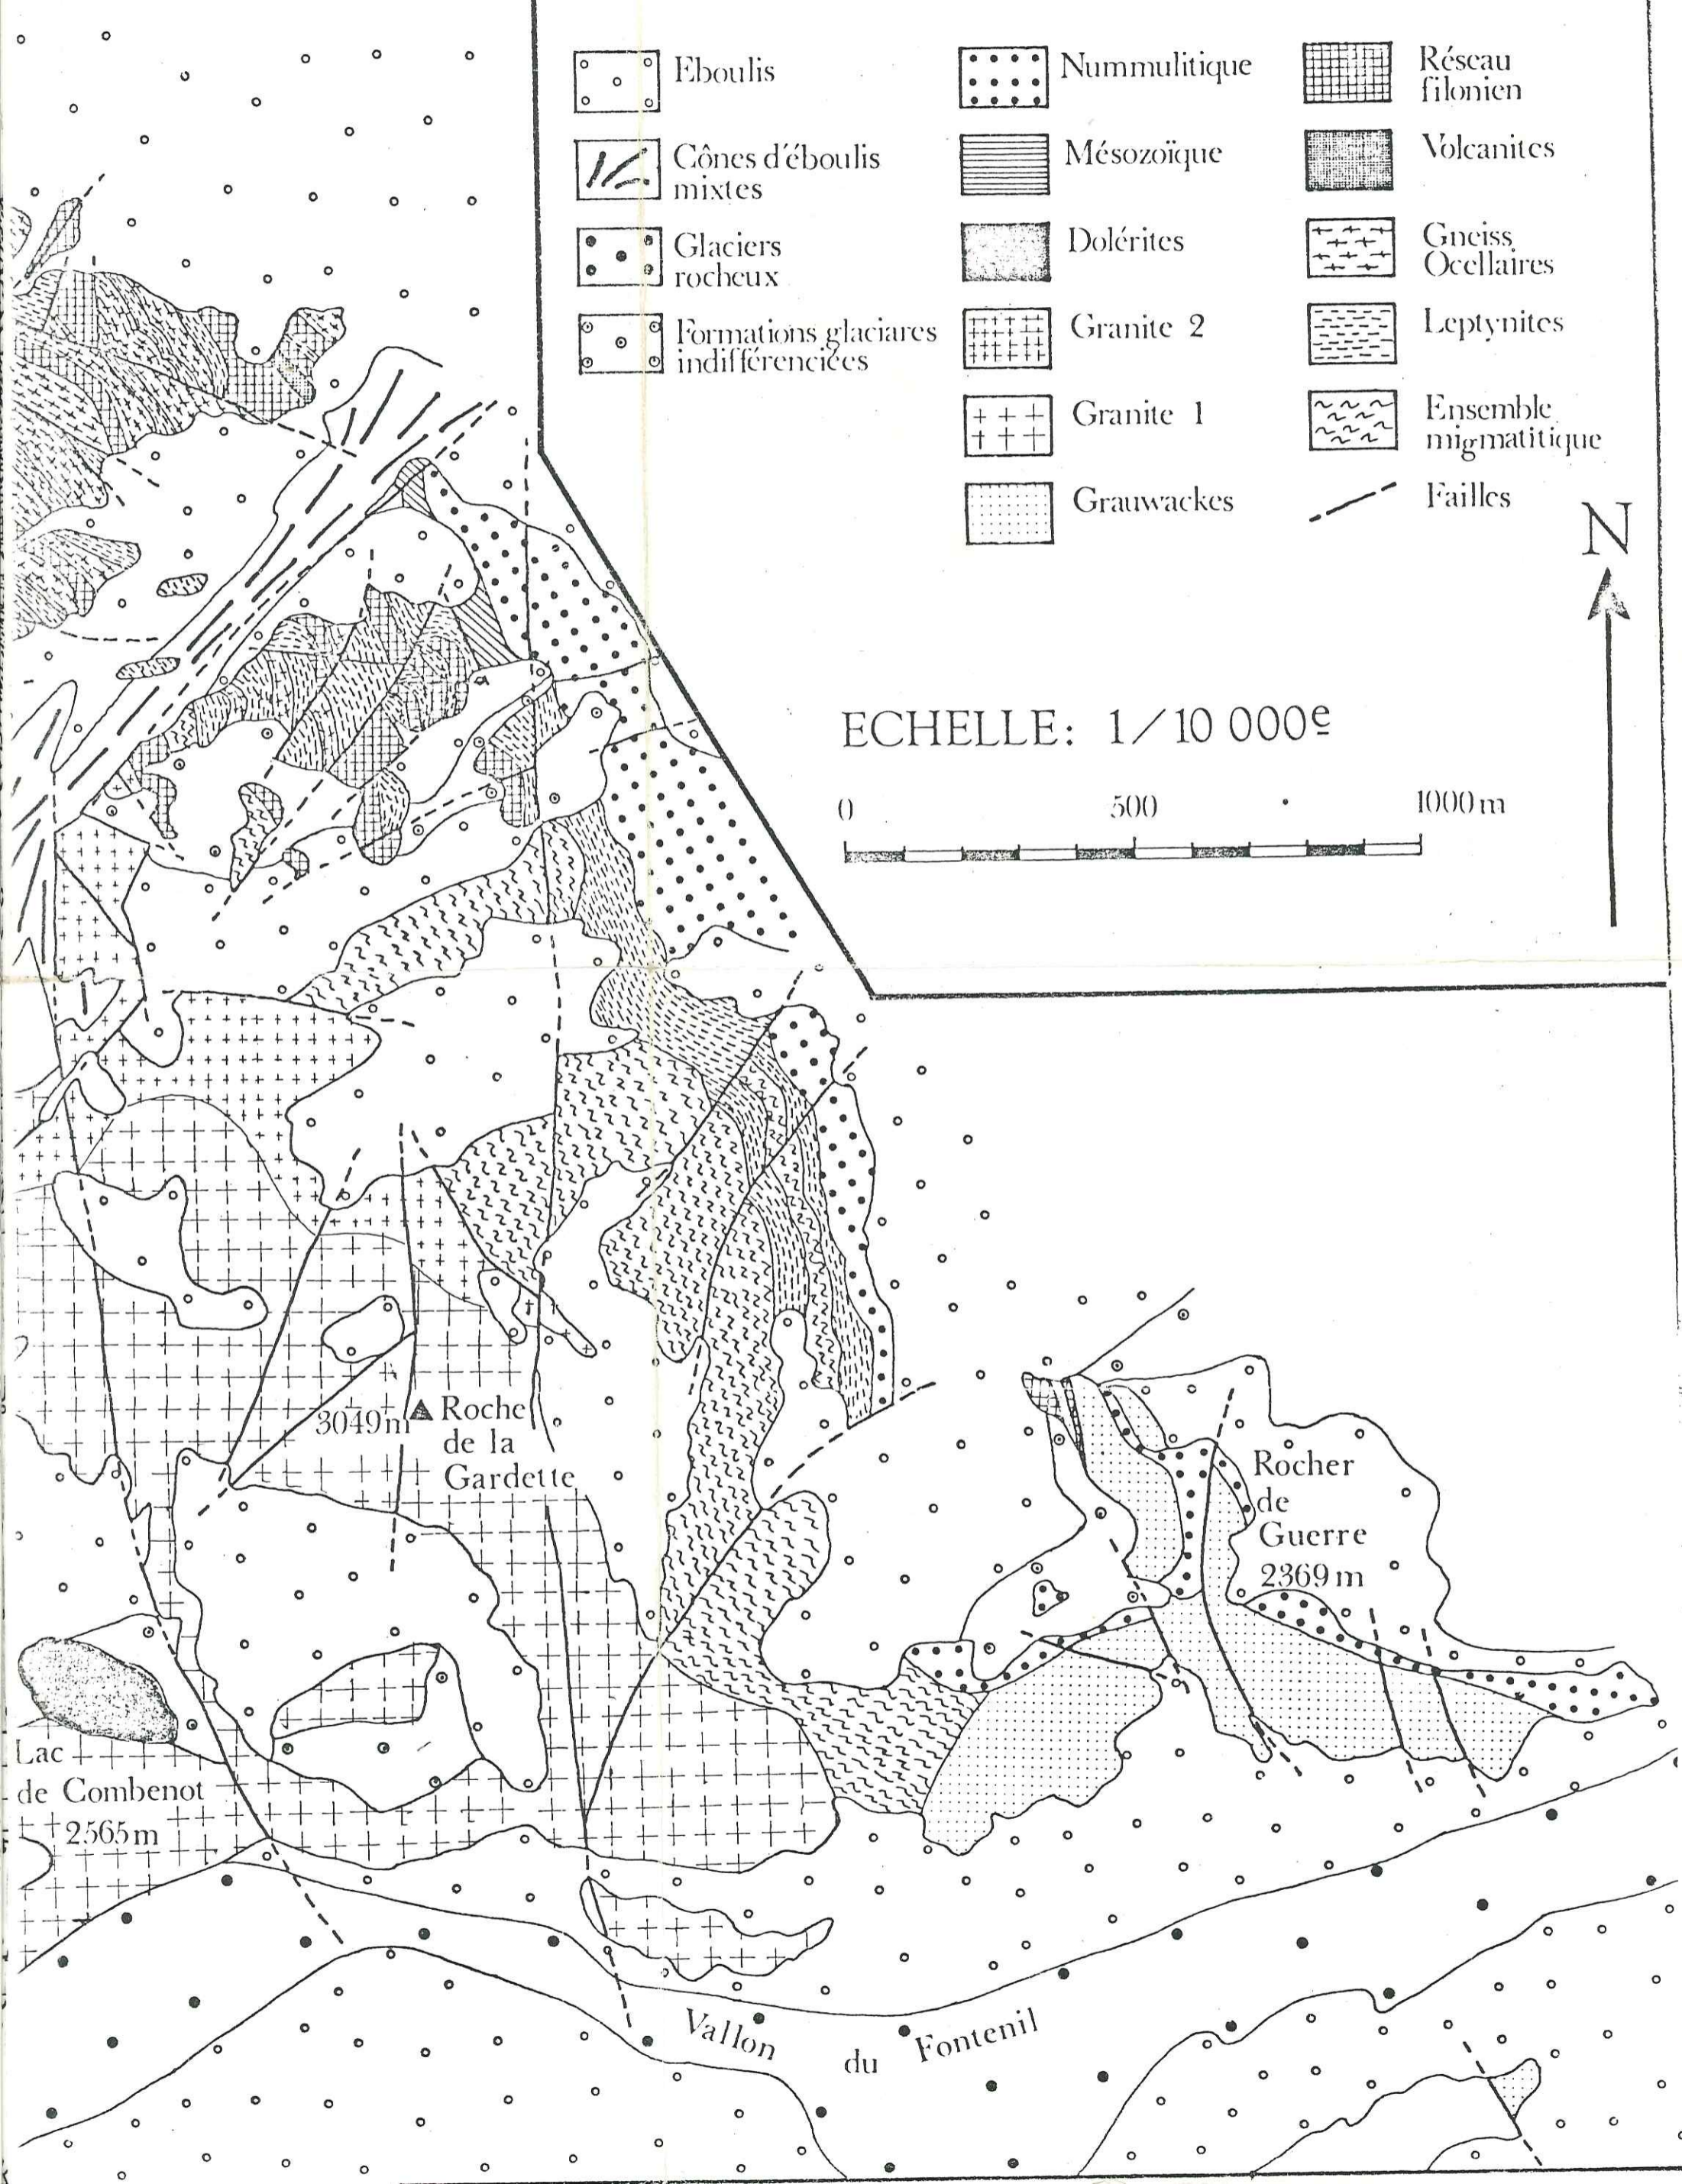 Eboulis
Cônes d'éboulis
mixtes
Glaciers
rocheux
Formations glaciares
indifférenciées
Nummulitique
Mésozoïque
Dolérites
Granite 2
Granite 1
Grauwackes
Réseau
filonien
Volcanites
Gneiss
Ocellaires
Leptynites
Ensemble
migmatitique
Failles
N
ECHELLE: 1/10 000e
0 500 1000m
3049m Roche
de la
Gardette
Rocher
de
Guerre
2369m
Lac
de Combenot
2565m
Vallon du Fontenil